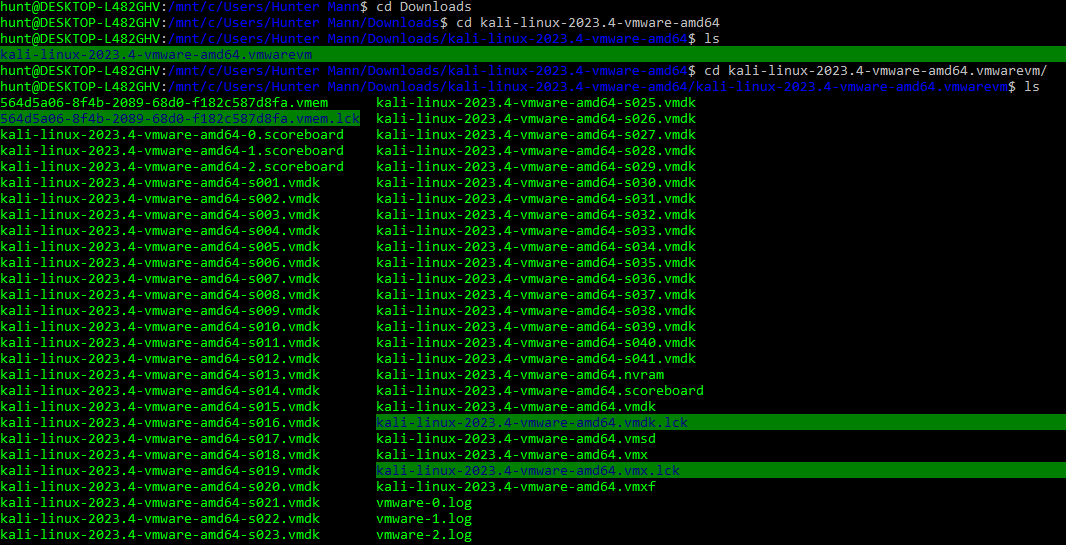 hunt@DESKTOP-L482GHV:/mnt/c/Users/Hunter Mann$ cd Downloads
hunt@DESKTOP-L482GHV:/mnt/c/Users/Hunter Mann/Downloads$ cd kali-linux-2023.4-vmware-amd64
hunt@DESKTOP-L482GHV:/mnt/c/Users/Hunter Mann/Downloads/kali-linux-2023.4-vmware-amd64$ ls
kali-linux-2023.4-vmware-amd64.vmwarevm
hunt@DESKTOP-L482GHV:/mnt/c/Users/Hunter Mann/Downloads/kali-linux-2023.4-vmware-amd64$ cd kali-linux-2023.4-vmware-amd64.vmwarevm/
hunt@DESKTOP-L482GHV:/mnt/c/Users/Hunter Mann/Downloads/kali-linux-2023.4-vmware-amd64/kali-linux-2023.4-vmware-amd64.vmwarevm$ ls
564d5a06-8f4b-2089-68d0-f182c587d8fa.vmem kali-linux-2023.4-vmware-amd64-s025.vmdk
564d5a06-8f4b-2089-68d0-f182c587d8fa.vmem.lck kali-linux-2023.4-vmware-amd64-s026.vmdk
kali-linux-2023.4-vmware-amd64-0.scoreboard kali-linux-2023.4-vmware-amd64-s027.vmdk
kali-linux-2023.4-vmware-amd64-1.scoreboard kali-linux-2023.4-vmware-amd64-s028.vmdk
kali-linux-2023.4-vmware-amd64-2.scoreboard kali-linux-2023.4-vmware-amd64-s029.vmdk
kali-linux-2023.4-vmware-amd64-s001.vmdk kali-linux-2023.4-vmware-amd64-s030.vmdk
kali-linux-2023.4-vmware-amd64-s002.vmdk kali-linux-2023.4-vmware-amd64-s031.vmdk
kali-linux-2023.4-vmware-amd64-s003.vmdk kali-linux-2023.4-vmware-amd64-s032.vmdk
kali-linux-2023.4-vmware-amd64-s004.vmdk kali-linux-2023.4-vmware-amd64-s033.vmdk
kali-linux-2023.4-vmware-amd64-s005.vmdk kali-linux-2023.4-vmware-amd64-s034.vmdk
kali-linux-2023.4-vmware-amd64-s006.vmdk kali-linux-2023.4-vmware-amd64-s035.vmdk
kali-linux-2023.4-vmware-amd64-s007.vmdk kali-linux-2023.4-vmware-amd64-s036.vmdk
kali-linux-2023.4-vmware-amd64-s008.vmdk kali-linux-2023.4-vmware-amd64-s037.vmdk
kali-linux-2023.4-vmware-amd64-s009.vmdk kali-linux-2023.4-vmware-amd64-s038.vmdk
kali-linux-2023.4-vmware-amd64-s010.vmdk kali-linux-2023.4-vmware-amd64-s039.vmdk
kali-linux-2023.4-vmware-amd64-s011.vmdk kali-linux-2023.4-vmware-amd64-s040.vmdk
kali-linux-2023.4-vmware-amd64-s012.vmdk kali-linux-2023.4-vmware-amd64-s041.vmdk
kali-linux-2023.4-vmware-amd64-s013.vmdk kali-linux-2023.4-vmware-amd64.nvram
kali-linux-2023.4-vmware-amd64-s014.vmdk kali-linux-2023.4-vmware-amd64.scoreboard
kali-linux-2023.4-vmware-amd64-s015.vmdk kali-linux-2023.4-vmware-amd64.vmdk
kali-linux-2023.4-vmware-amd64-s016.vmdk kali-linux-2023.4-vmware-amd64.vmdk.lck
kali-linux-2023.4-vmware-amd64-s017.vmdk kali-linux-2023.4-vmware-amd64.vmsd
kali-linux-2023.4-vmware-amd64-s018.vmdk kali-linux-2023.4-vmware-amd64.vmx
kali-linux-2023.4-vmware-amd64-s019.vmdk kali-linux-2023.4-vmware-amd64.vmx.lck
kali-linux-2023.4-vmware-amd64-s020.vmdk kali-linux-2023.4-vmware-amd64.vmxf
kali-linux-2023.4-vmware-amd64-s021.vmdk vmware-0.log
kali-linux-2023.4-vmware-amd64-s022.vmdk vmware-1.log
kali-linux-2023.4-vmware-amd64-s023.vmdk vmware-2.log